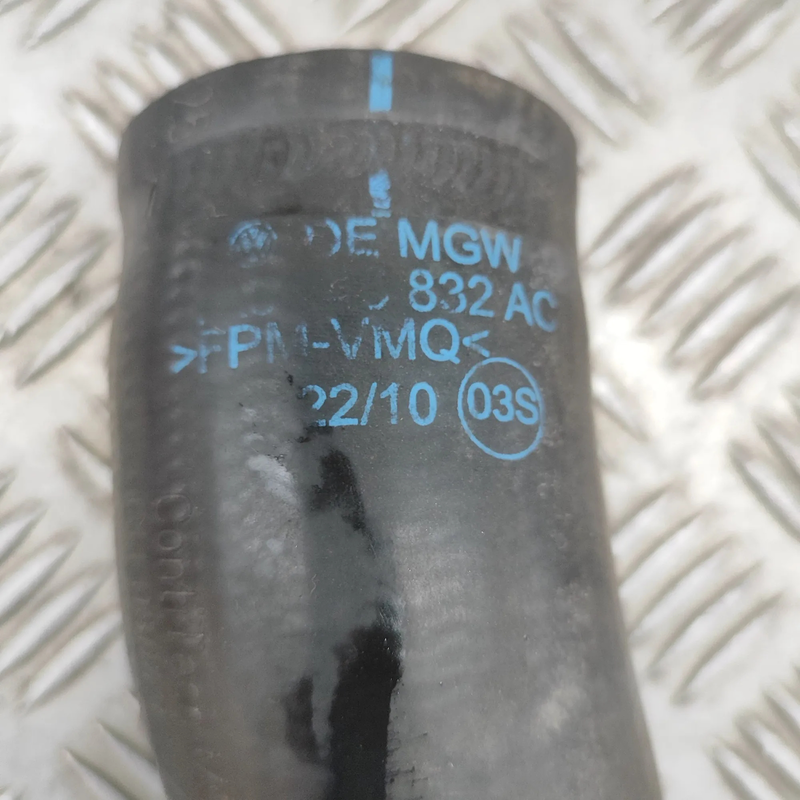 DE MGW
832 AC
>FPM-VMQ<
22/10 03S